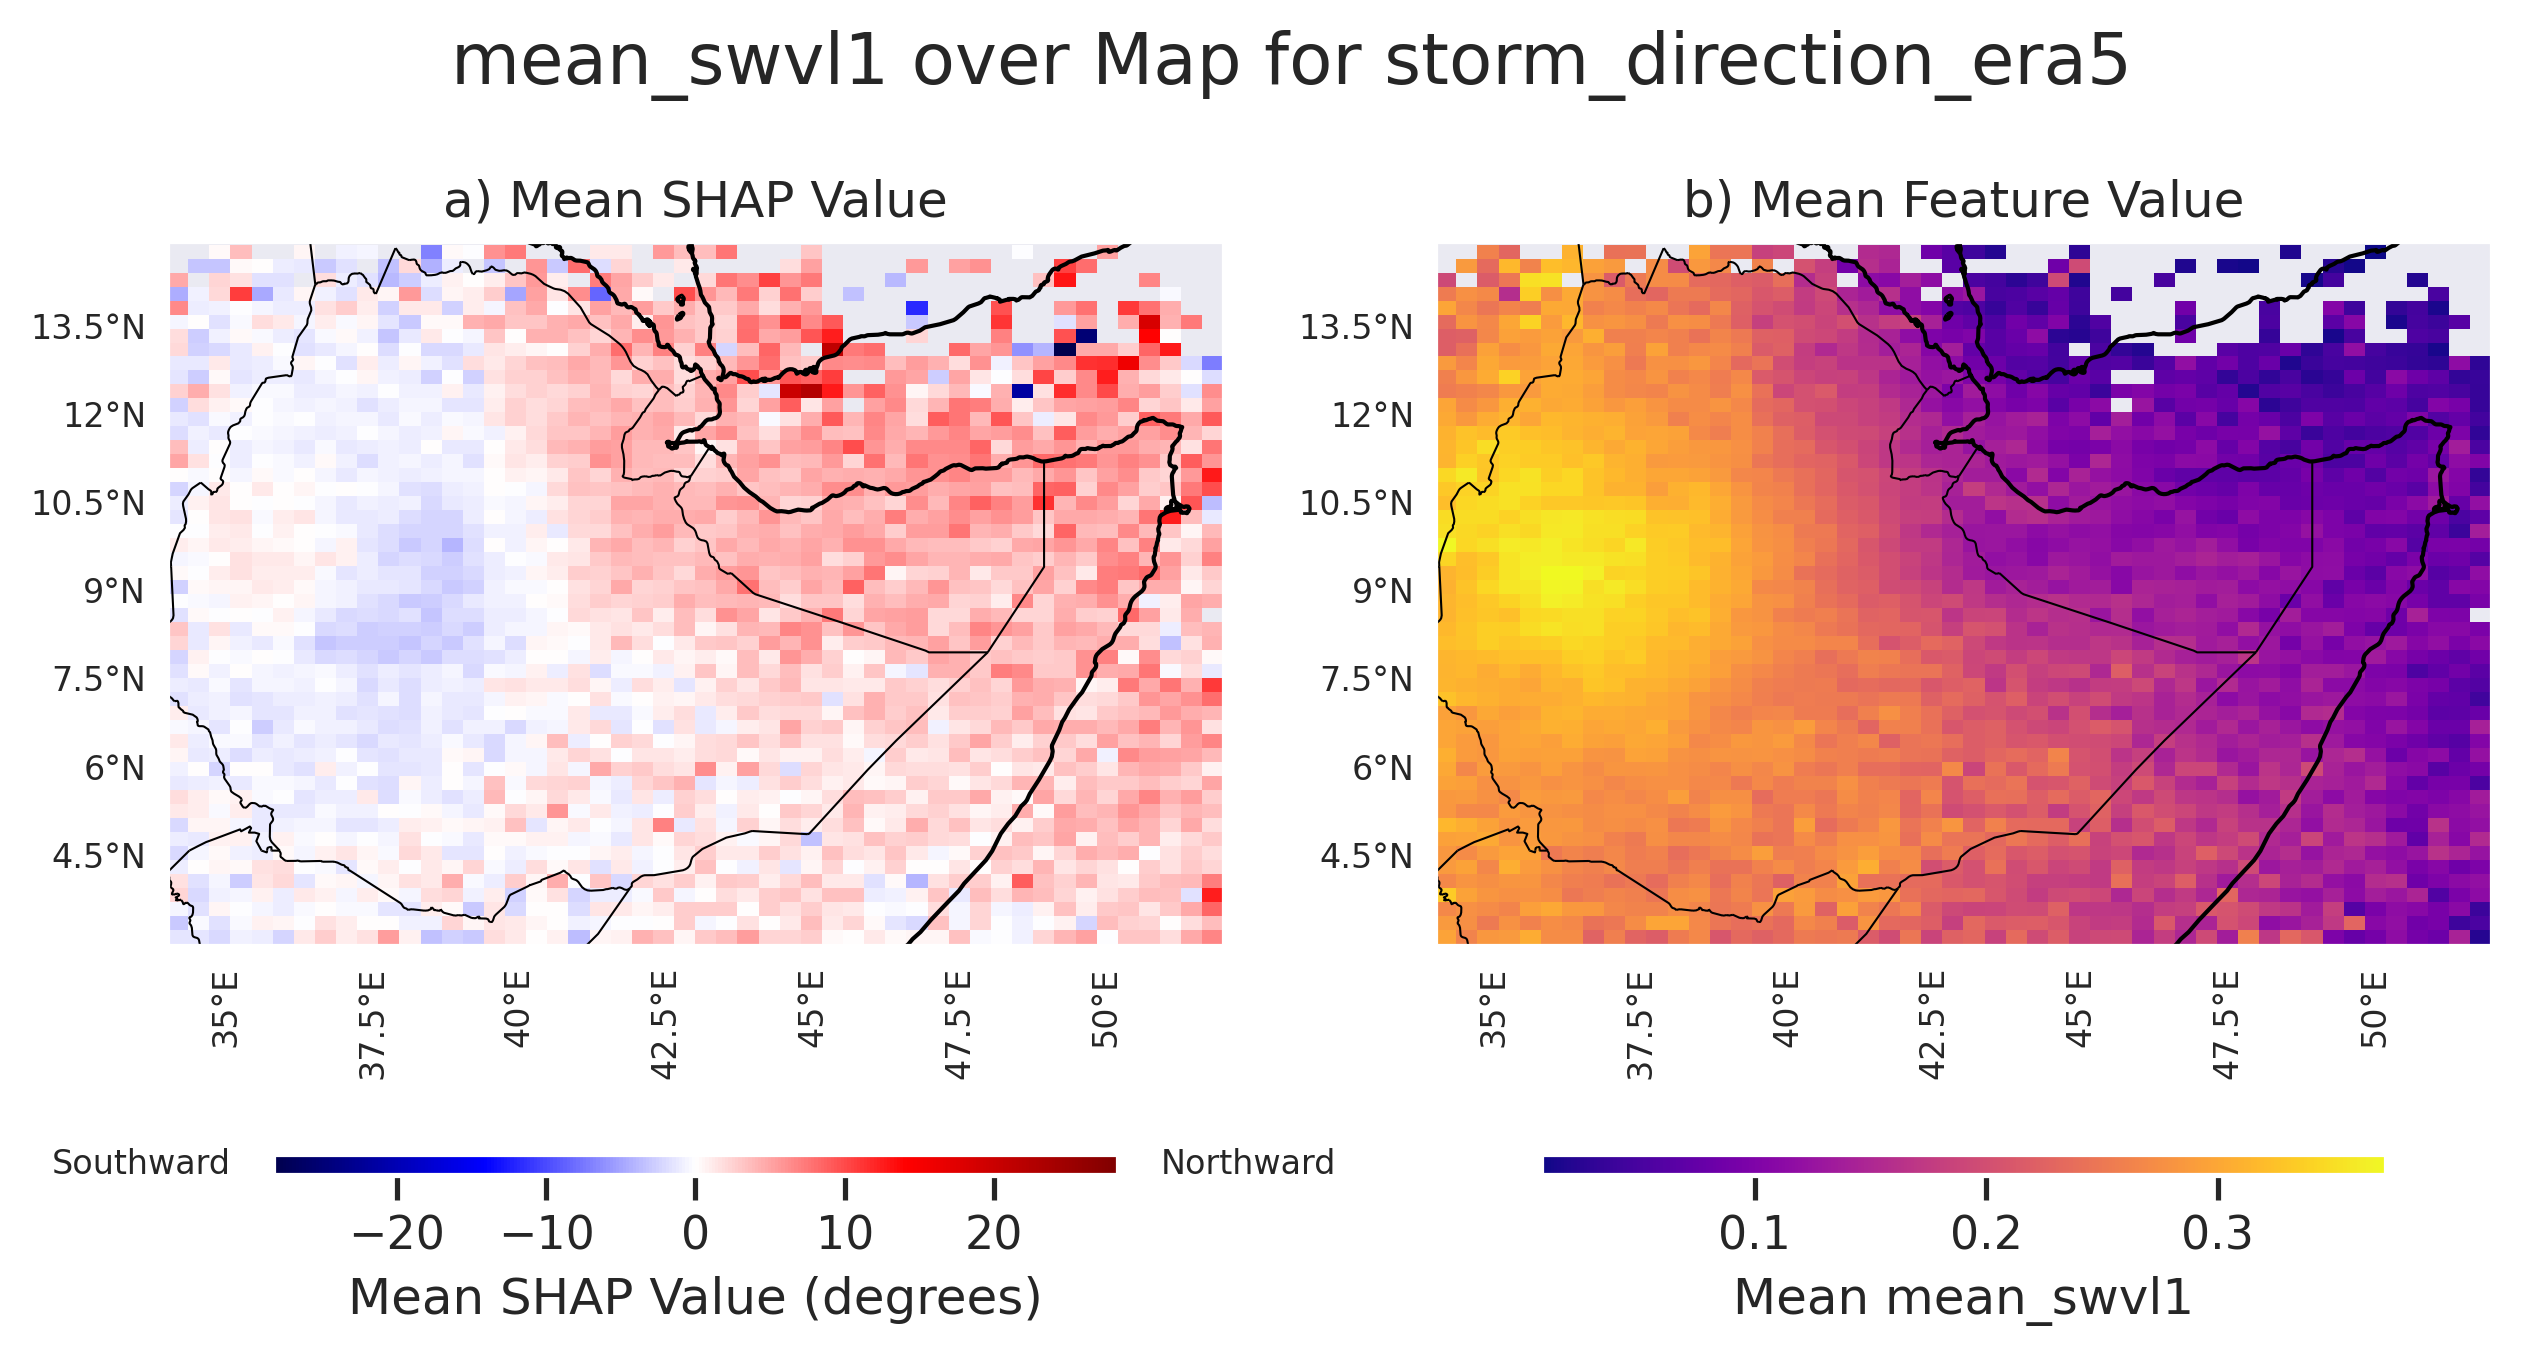 mean_swvl1 over Map for storm_direction_era5
a) Mean SHAP Value
13.5°N
12°N
10.5°N
9°N
7.5°N
6°N
4.5°N
35°E
37.5°E
40°E
42.5°E
45°E
47.5°E
50°E
Southward
Northward
−20
−10
0
10
20
Mean SHAP Value (degrees)
b) Mean Feature Value
13.5°N
12°N
10.5°N
9°N
7.5°N
6°N
4.5°N
35°E
37.5°E
40°E
42.5°E
45°E
47.5°E
50°E
0.1
0.2
0.3
Mean mean_swvl1